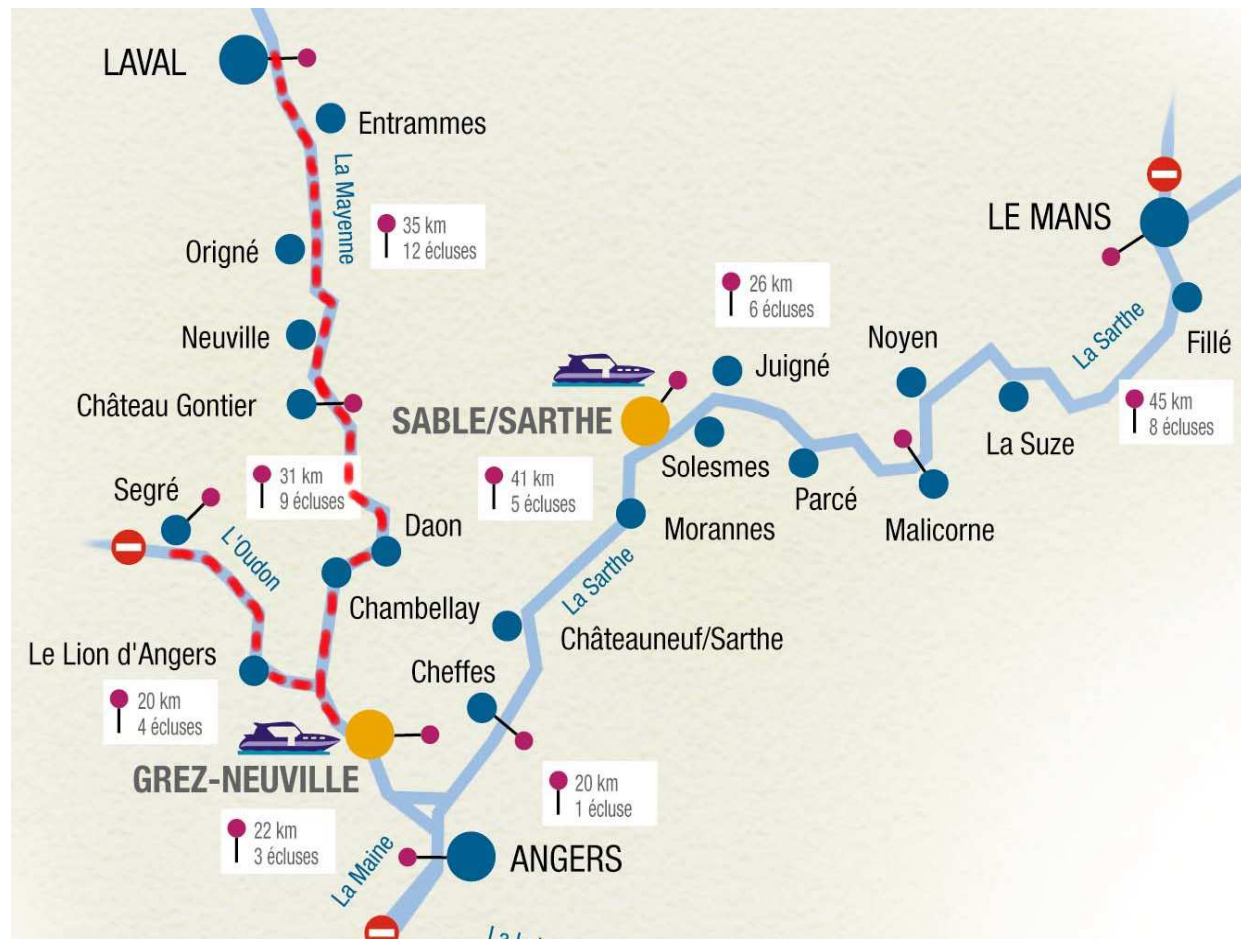 LAVAL
Entrammes
La Mayenne
35 km
12 écluses
LE MANS
Origné
26 km
6 écluses
Neuville
Juigné
Noyen
La Sarthe
Fillé
Château Gontier
SABLE/SARTHE
45 km
8 écluses
La Suze
Solesmes
31 km
9 écluses
41 km
5 écluses
Segré
Parcé
Malicorne
Morannes
Daon
L'Oudon
La Sarthe
Chambellay
Châteauneuf/Sarthe
Le Lion d'Angers
Cheffes
20 km
4 écluses
GREZ-NEUVILLE
20 km
1 écluse
22 km
3 écluses
La Maine
ANGERS